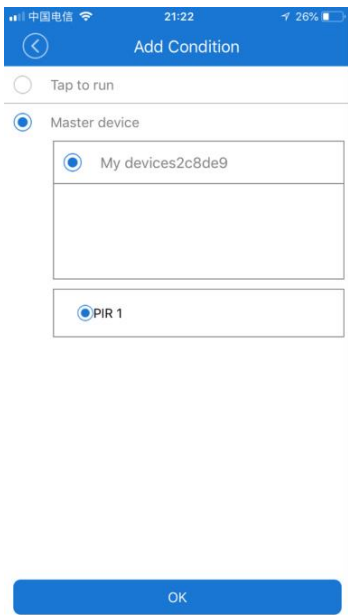 中国电信 21:22 26%
Add Condition
Tap to run
Master device
My devices2c8de9
PIR 1
OK